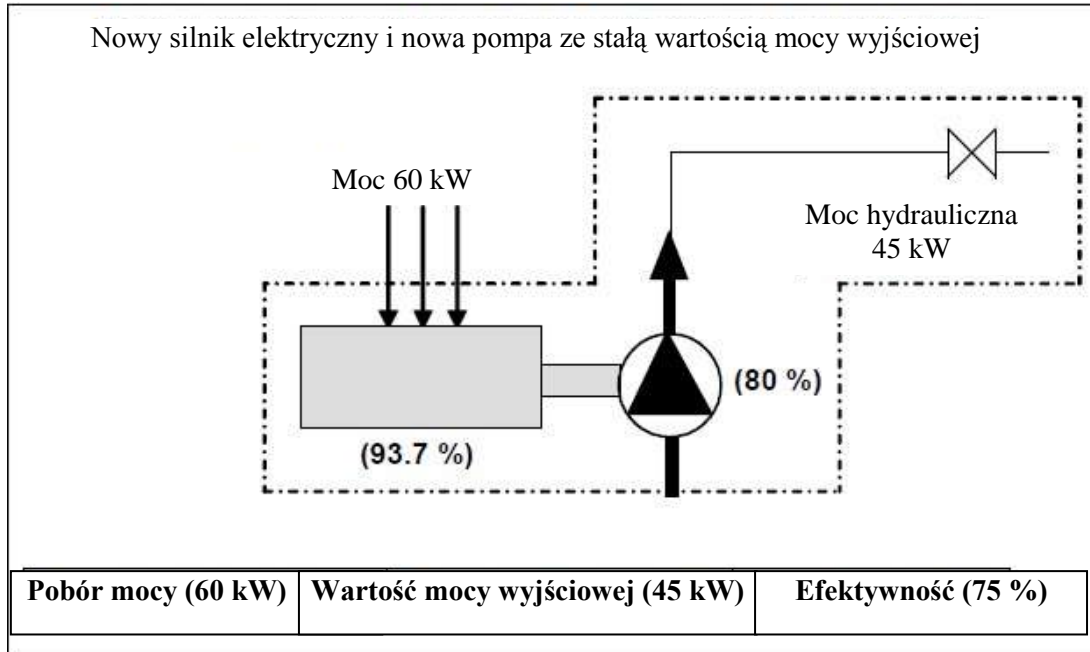 Nowy silnik elektryczny i nowa pompa ze stałą wartością mocy wyjściowej
Moc 60 kW
Moc hydrauliczna
45 kW
(80 %)
(93.7 %)
Pobór mocy (60 kW) Wartość mocy wyjściowej (45 kW) Efektywność (75 %)